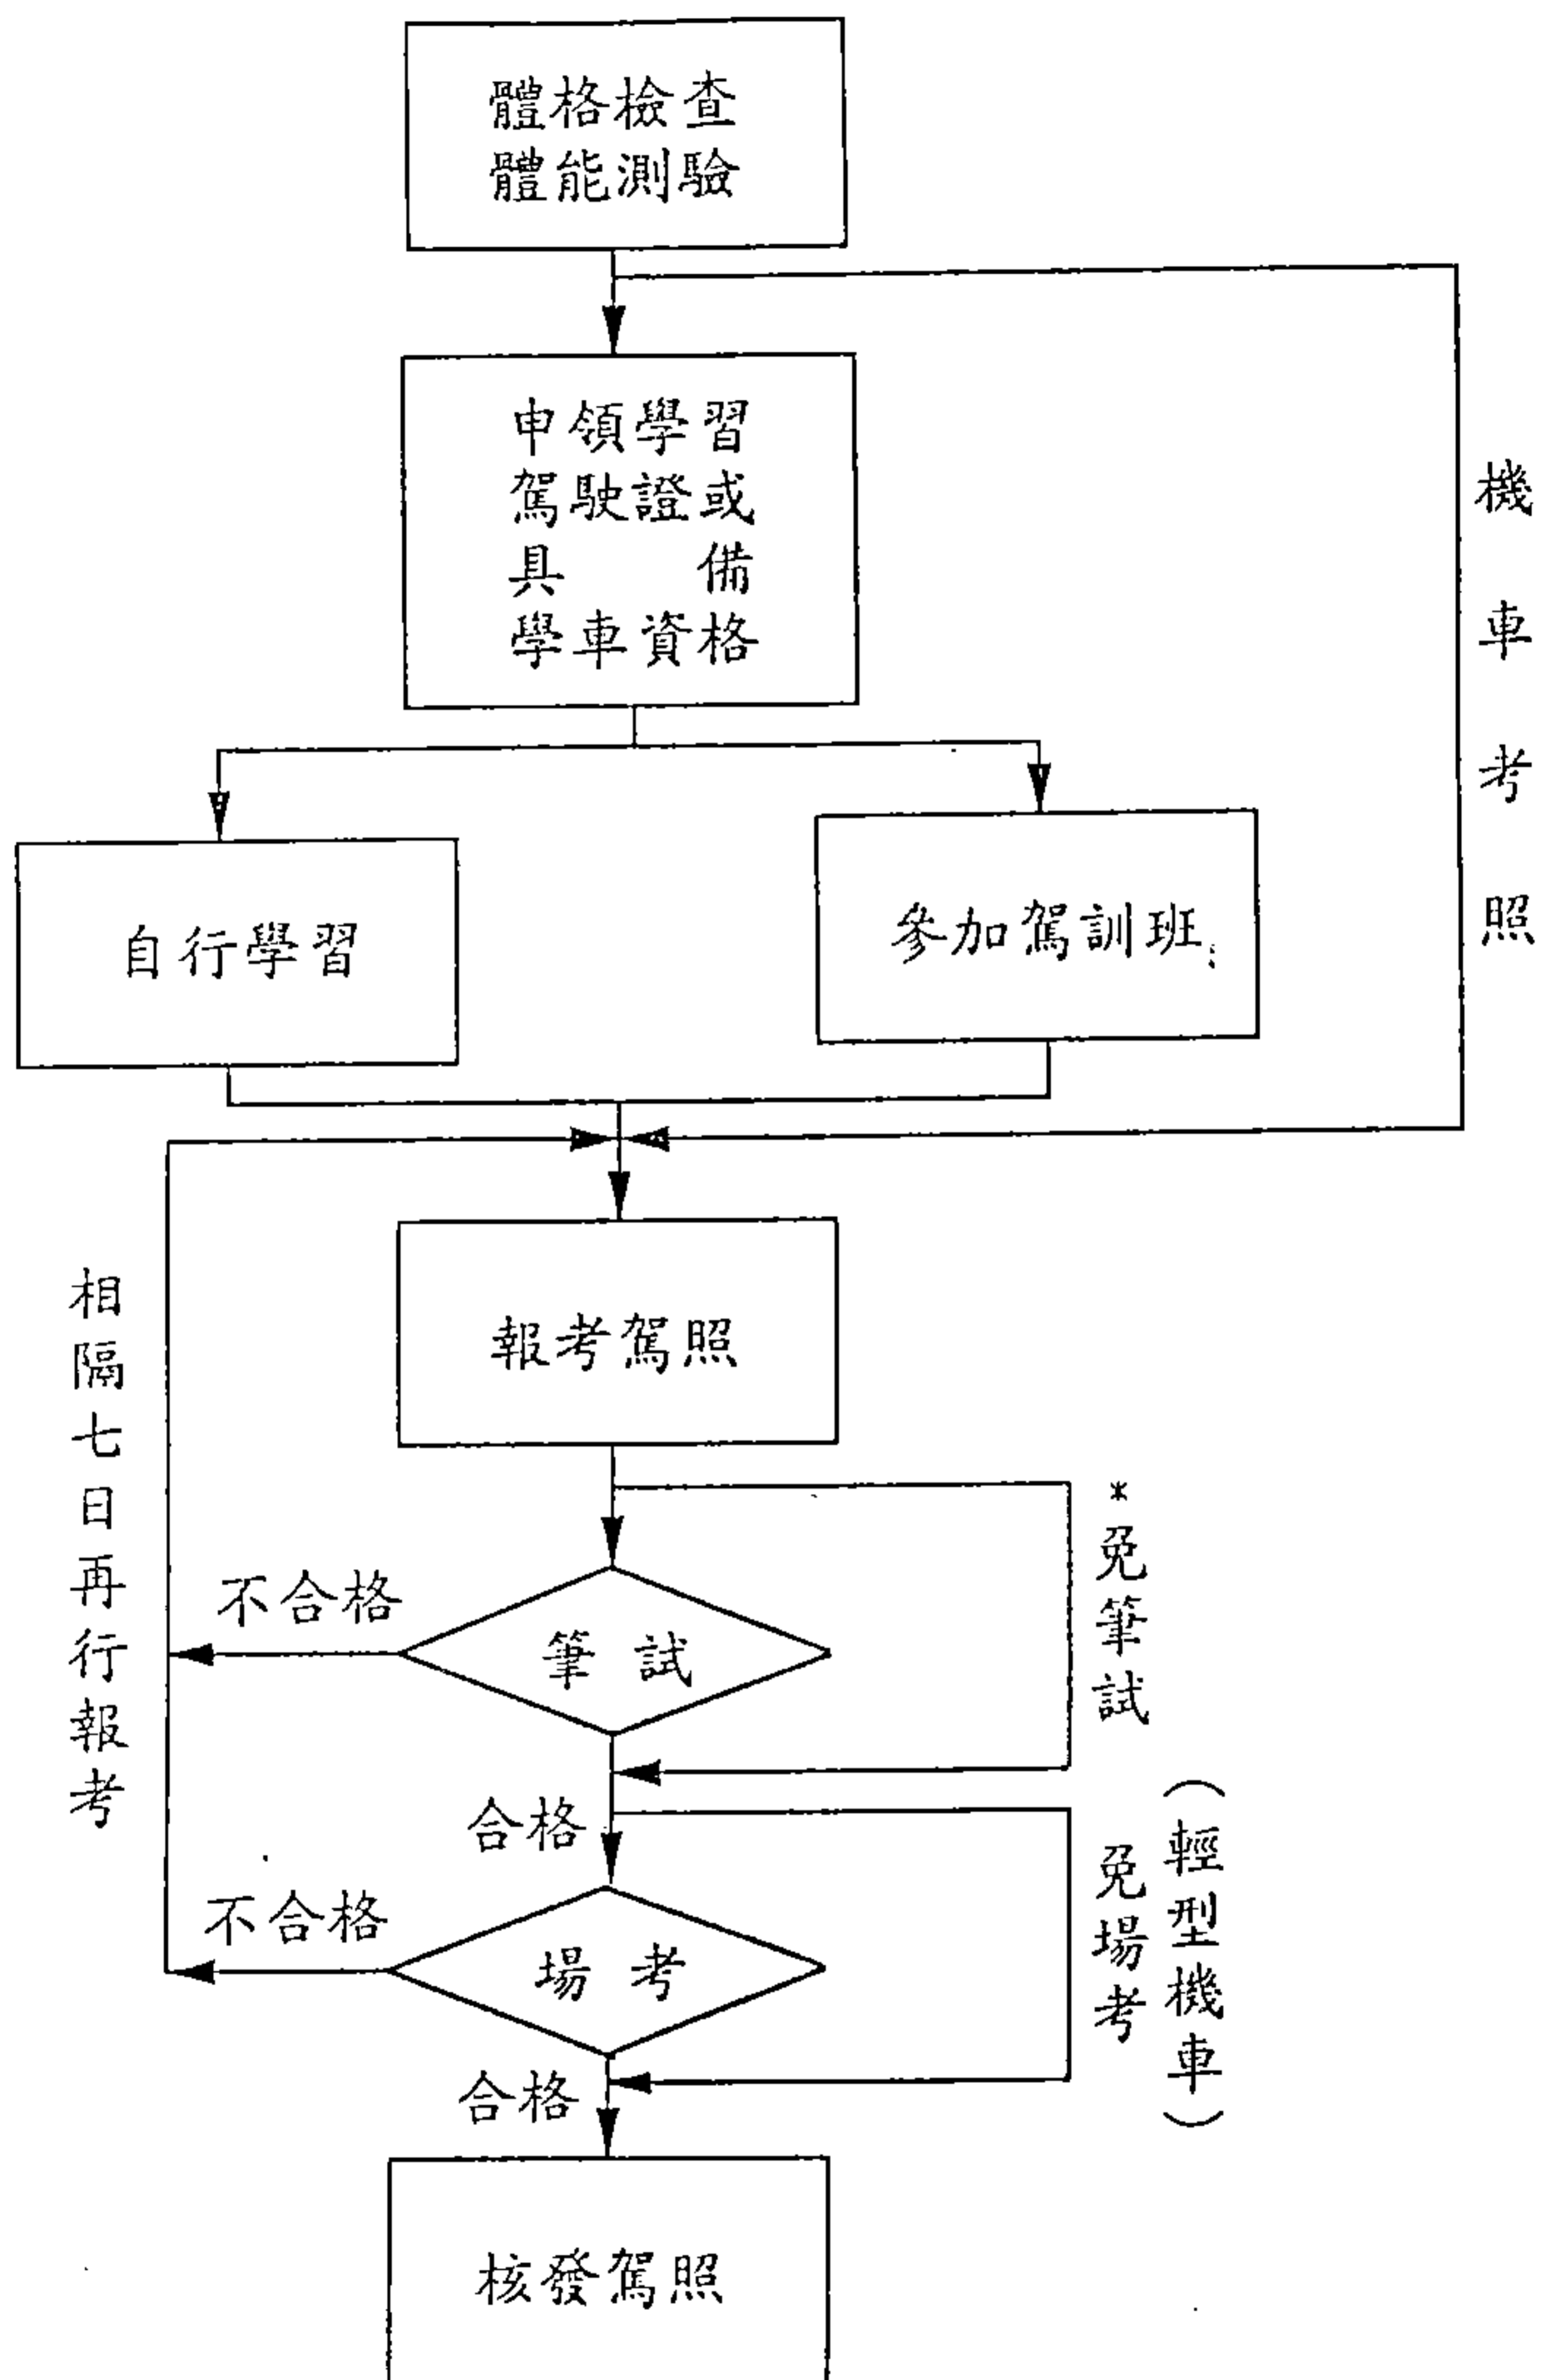 體格檢查
體能測驗
申領學習
駕駛證或
具備
學車資格
機車考照
自行學習
參加駕訓班
報考駕照
相隔七日再行報考
*免筆試
不合格
筆試
合格
免場考
(輕型機車)
不合格
場考
合格
核發駕照